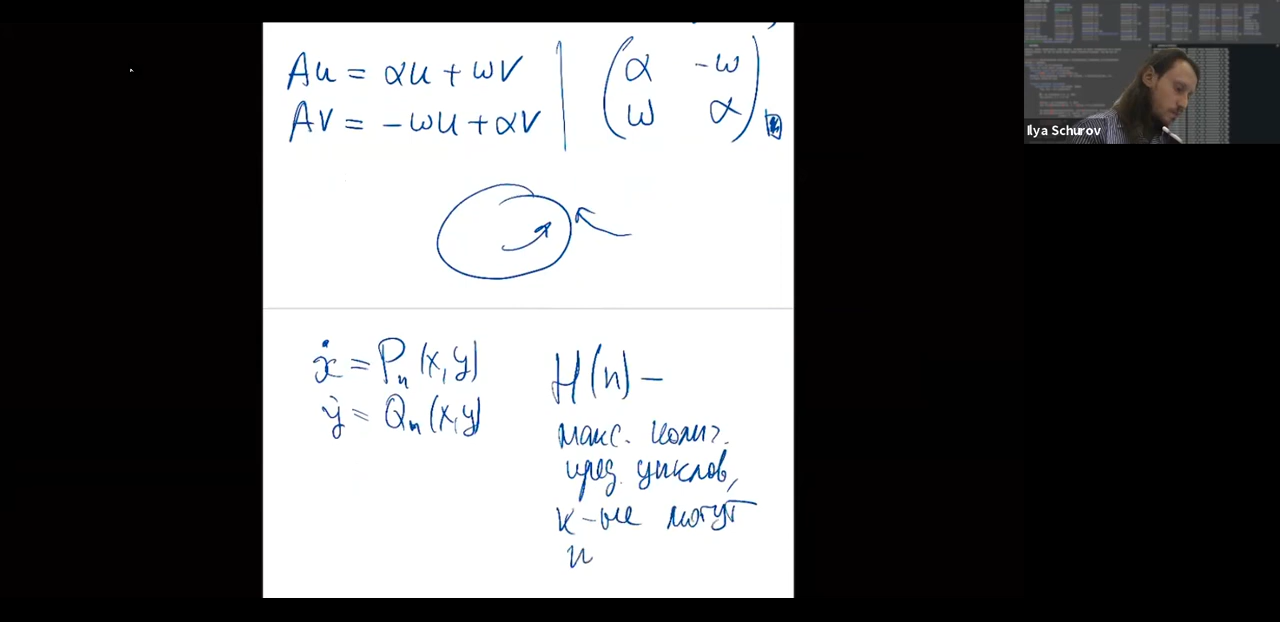 Au = αu + ωv
Av = -ωu + αv
α -ω
ω α
ẋ = Pₙ(x,y)
ẏ = Qₙ(x,y)
H(n) –
макс. колич.
пред. циклов,
к-ые могут
и
Ilya Schurov